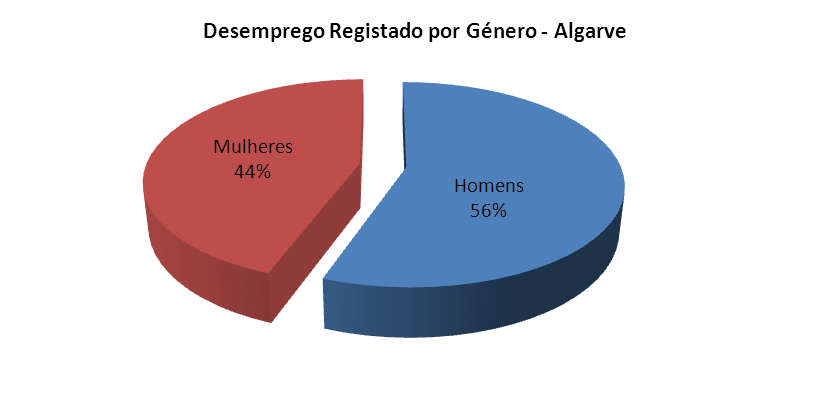 Desemprego Registado por Género - Algarve
Mulheres
44%
Homens
56%